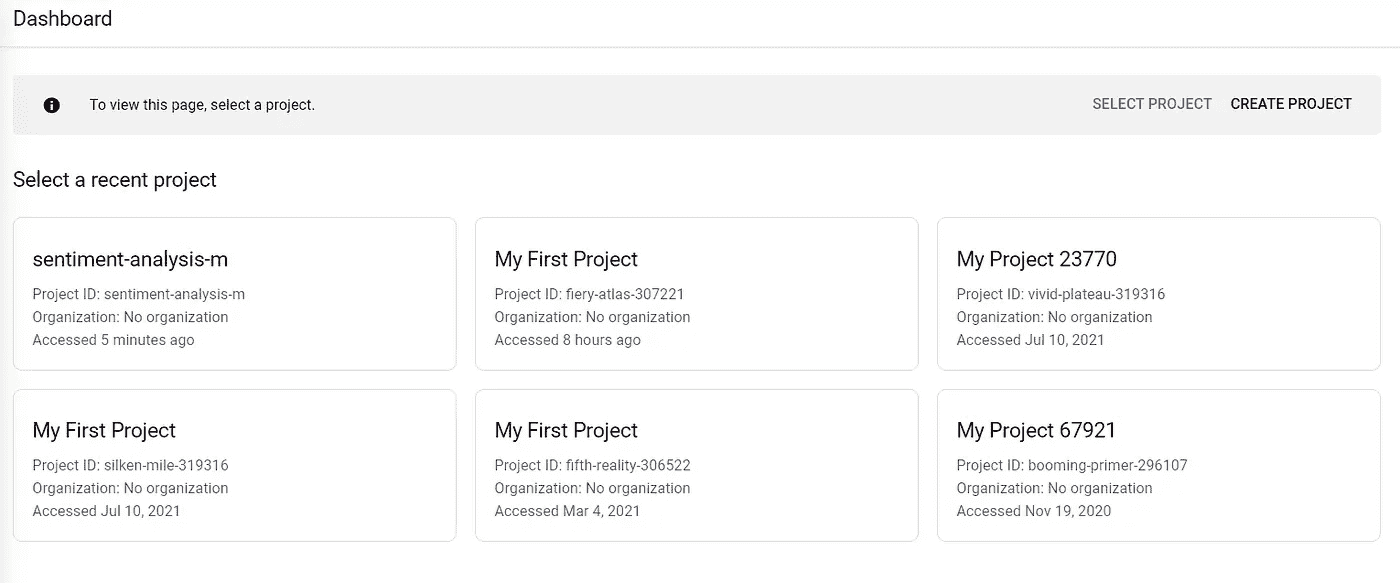 Dashboard
To view this page, select a project.
SELECT PROJECT
CREATE PROJECT
Select a recent project
sentiment-analysis-m
Project ID: sentiment-analysis-m
Organization: No organization
Accessed 5 minutes ago
My First Project
Project ID: fiery-atlas-307221
Organization: No organization
Accessed 8 hours ago
My Project 23770
Project ID: vivid-plateau-319316
Organization: No organization
Accessed Jul 10, 2021
My First Project
Project ID: silken-mile-319316
Organization: No organization
Accessed Jul 10, 2021
My First Project
Project ID: fifth-reality-306522
Organization: No organization
Accessed Mar 4, 2021
My Project 67921
Project ID: booming-primer-296107
Organization: No organization
Accessed Nov 19, 2020